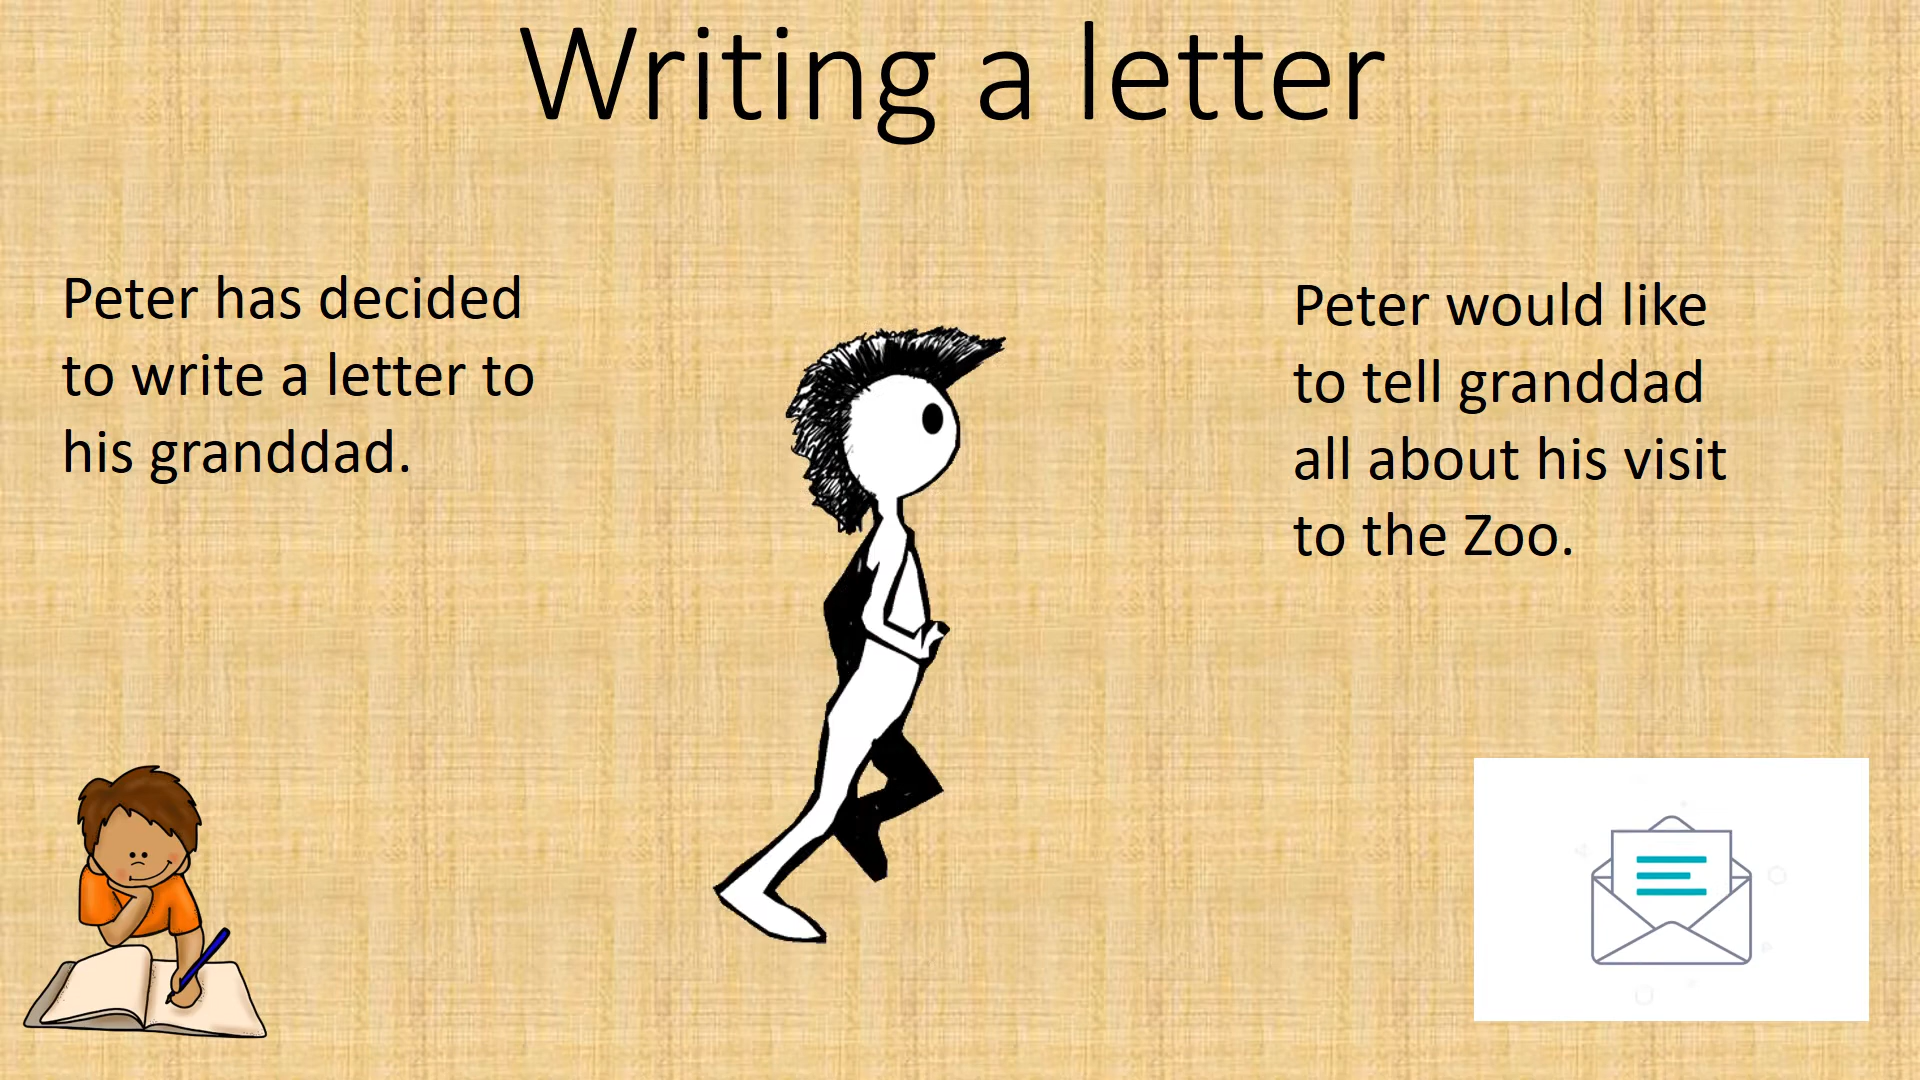 Writing a letter
Peter has decided
to write a letter to
his granddad.
Peter would like
to tell granddad
all about his visit
to the Zoo.